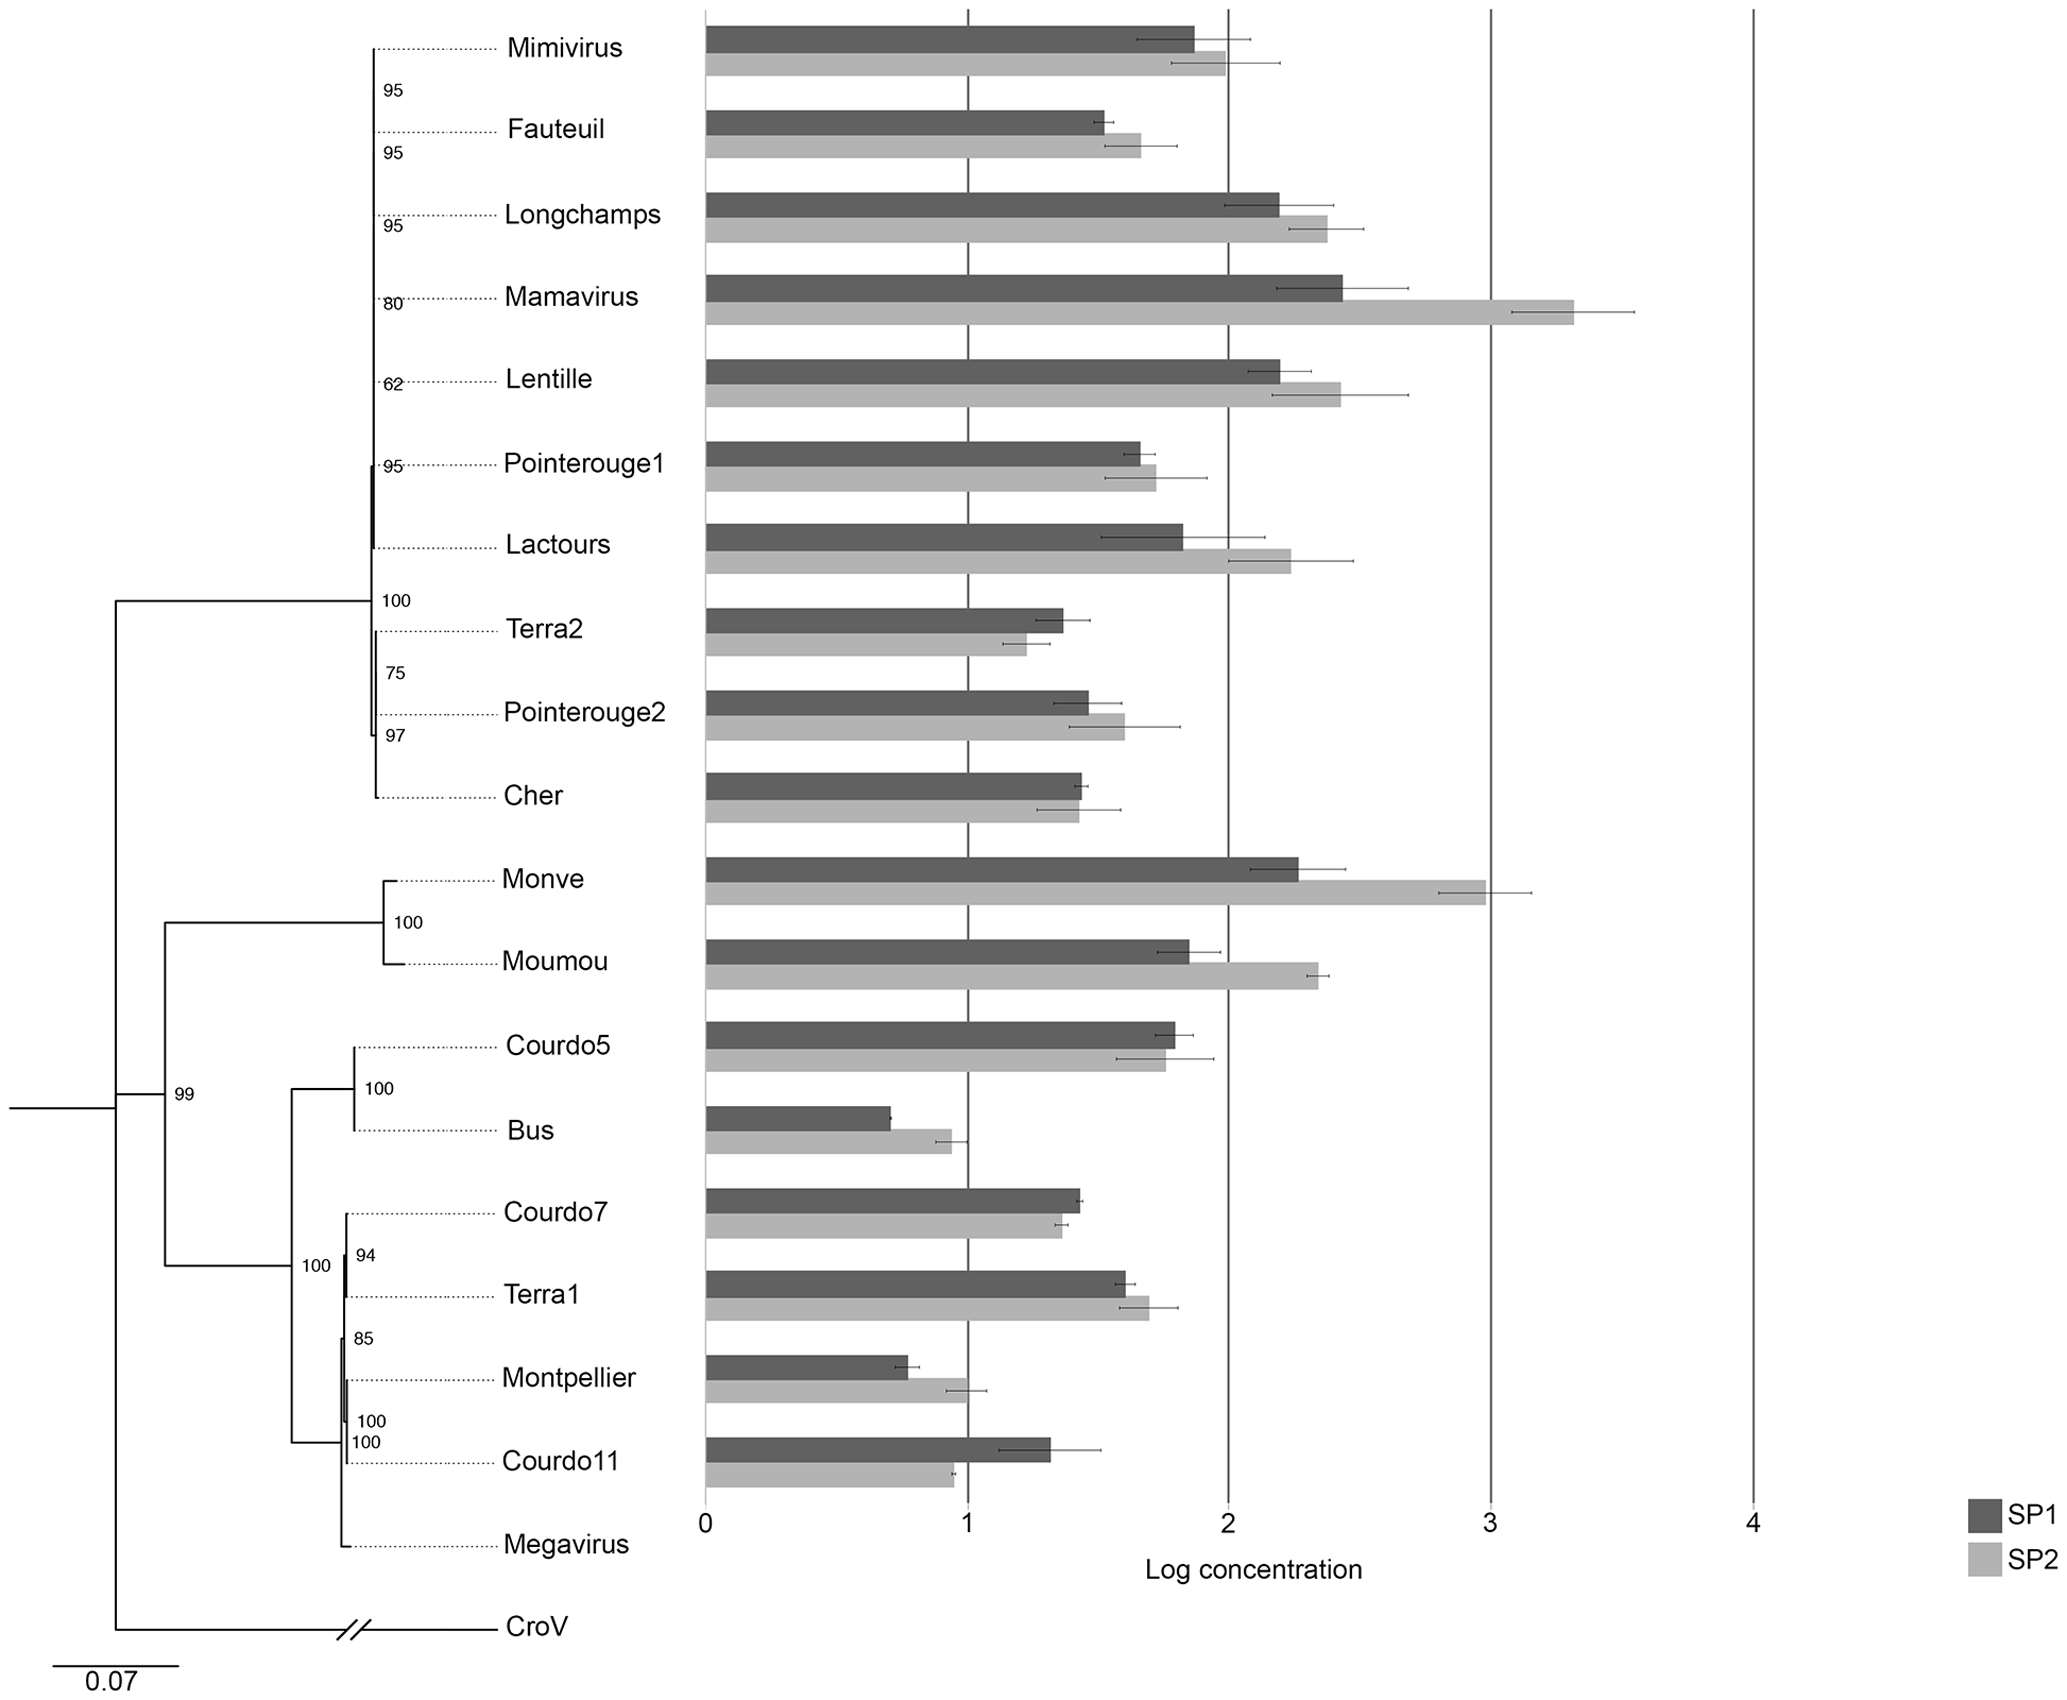 Mimivirus
95
Fauteuil
95
Longchamps
95
Mamavirus
80
Lentille
62
Pointerouge1
95
Lactours
100
Terra2
75
Pointerouge2
97
Cher
Monve
100
Moumou
Courdo5
100
99
Bus
Courdo7
94
100
Terra1
85
Montpellier
100
100
Courdo11
Megavirus
CroV
0.07
0 1 2 3 4
Log concentration
SP1
SP2